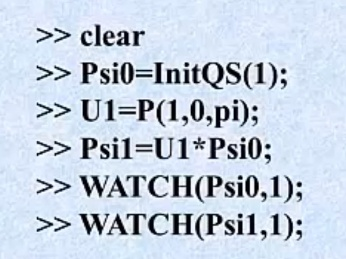 >> clear
>> Psi0=InitQS(1);
>> U1=P(1,0,pi);
>> Psi1=U1*Psi0;
>> WATCH(Psi0,1);
>> WATCH(Psi1,1);